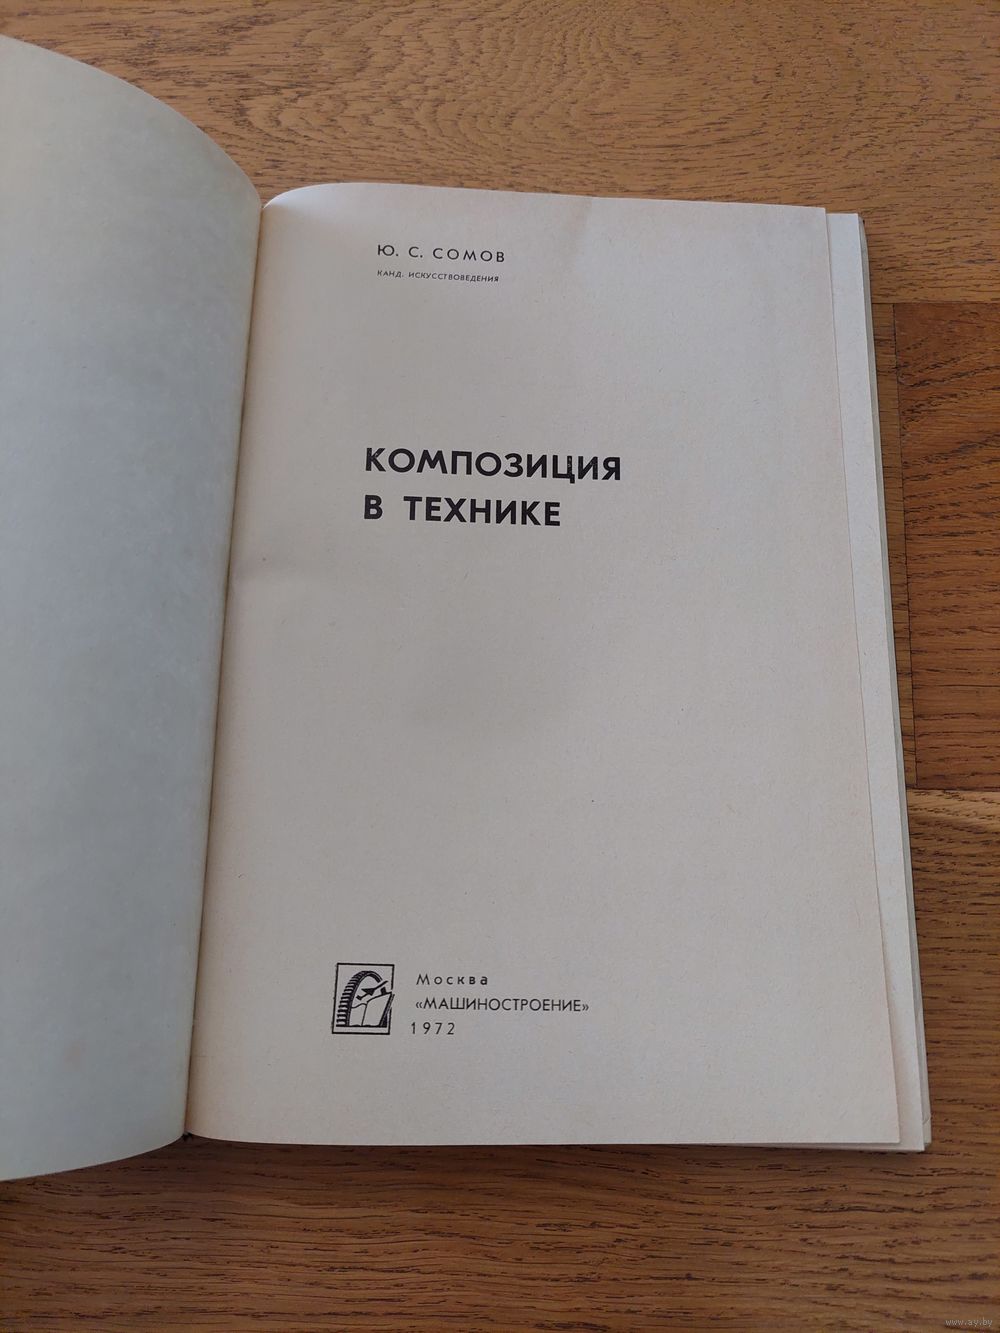 Ю. С. СОМОВ
КАНД. ИСКУССТВОВЕДЕНИЯ
КОМПОЗИЦИЯ
В ТЕХНИКЕ
Москва
«МАШИНОСТРОЕНИЕ»
1972
www.ay.by